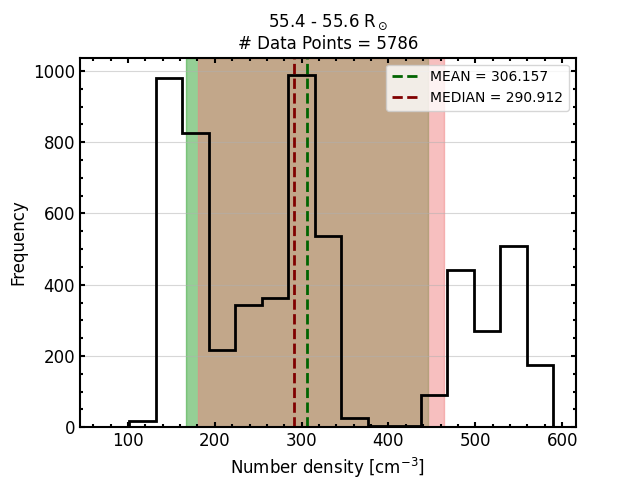 55.4 - 55.6 R⊙
# Data Points = 5786
MEAN = 306.157
MEDIAN = 290.912
1000
800
600
400
200
0
Frequency
100 200 300 400 500 600
Number density [cm⁻³]